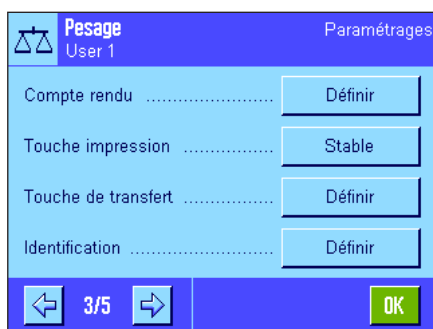 Pesage Paramétrages
User 1
Compte rendu ........................ Définir
Touche impression ................. Stable
Touche de transfert ................. Définir
Identification ........................... Définir
3/5 OK